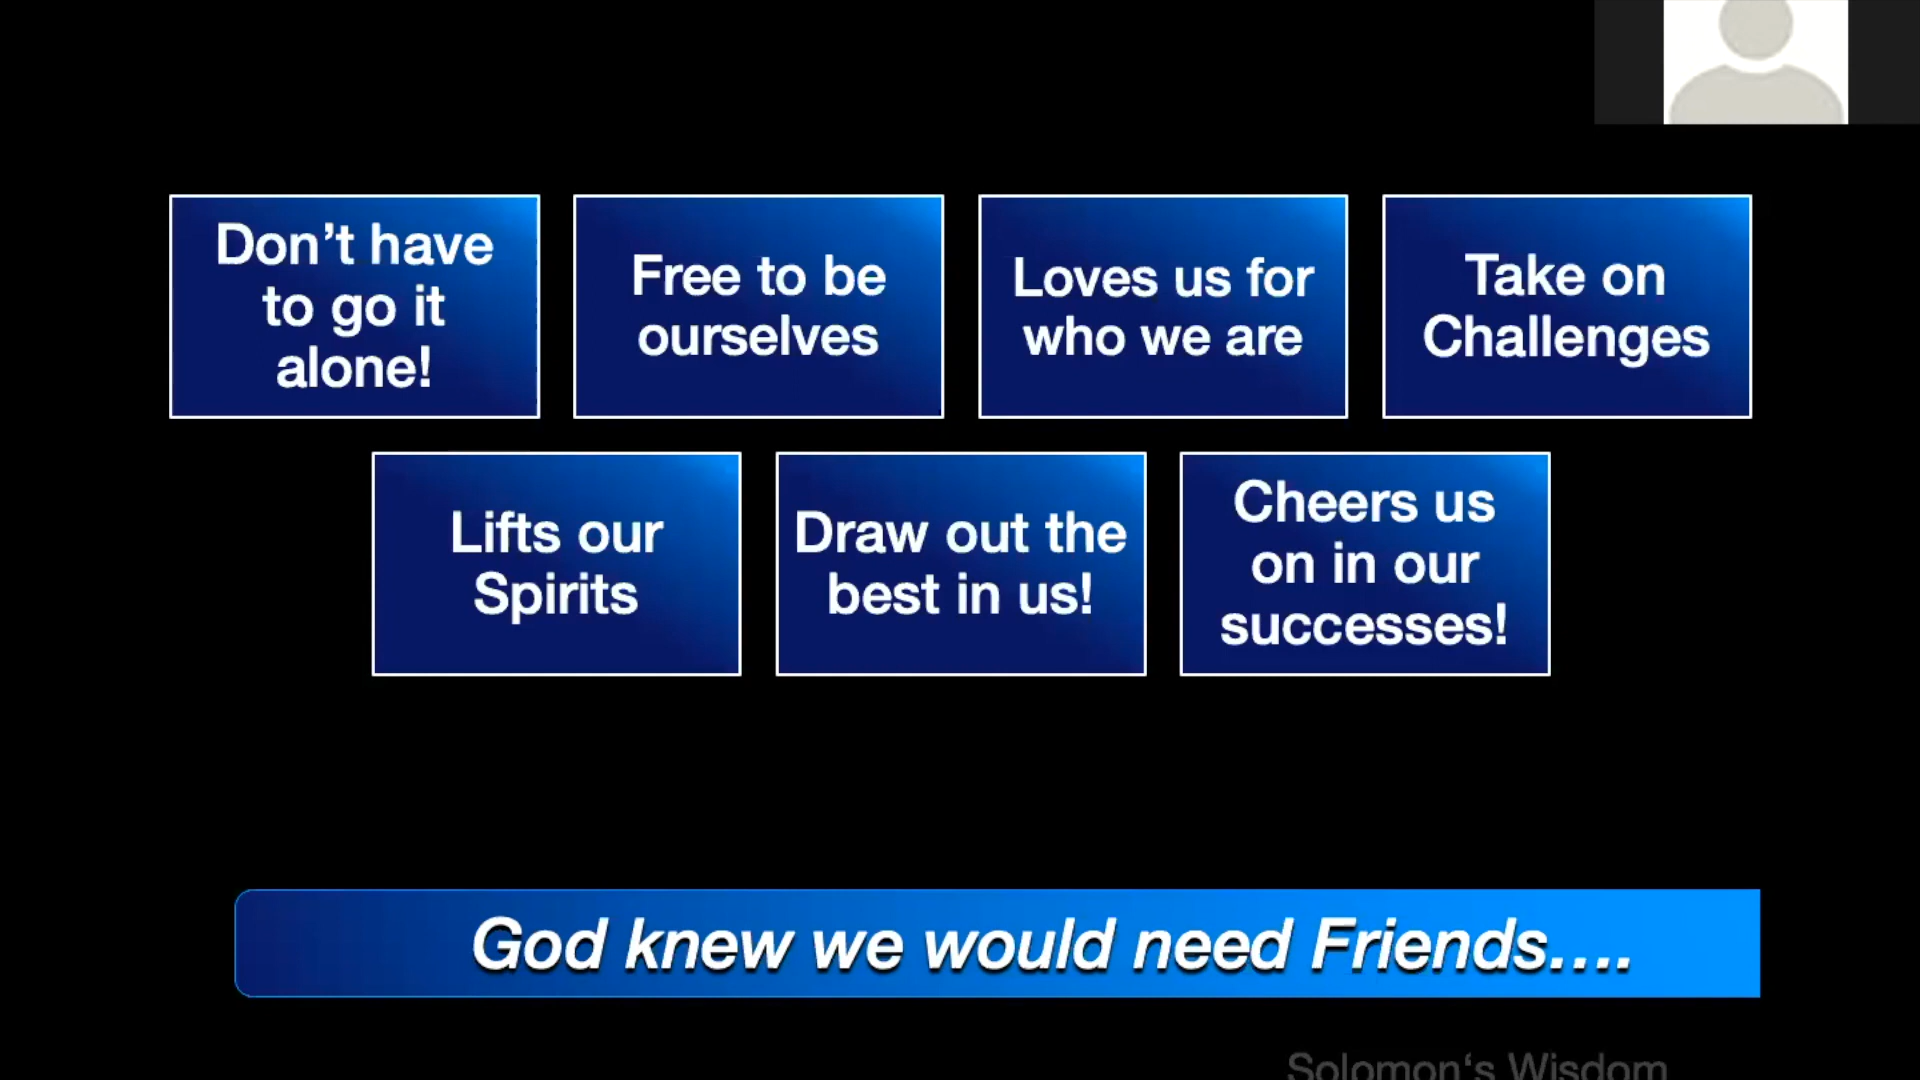 Don’t have
to go it
alone!
Free to be
ourselves
Loves us for
who we are
Take on
Challenges
Lifts our
Spirits
Draw out the
best in us!
Cheers us
on in our
successes!
God knew we would need Friends....
Solomon‘s Wisdom